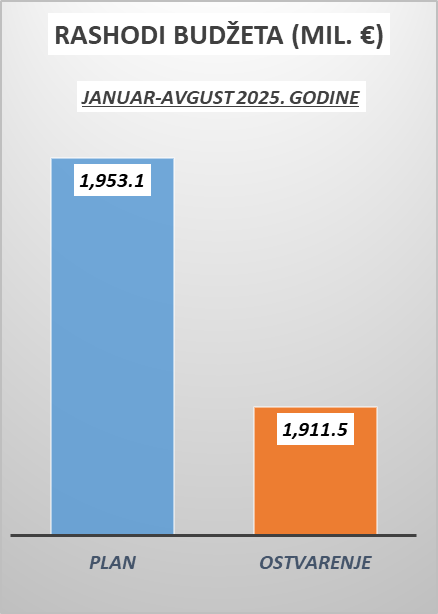 RASHODI BUDŽETA (MIL. €)
JANUAR-AVGUST 2025. GODINE
1,953.1
1,911.5
PLAN
OSTVARENJE